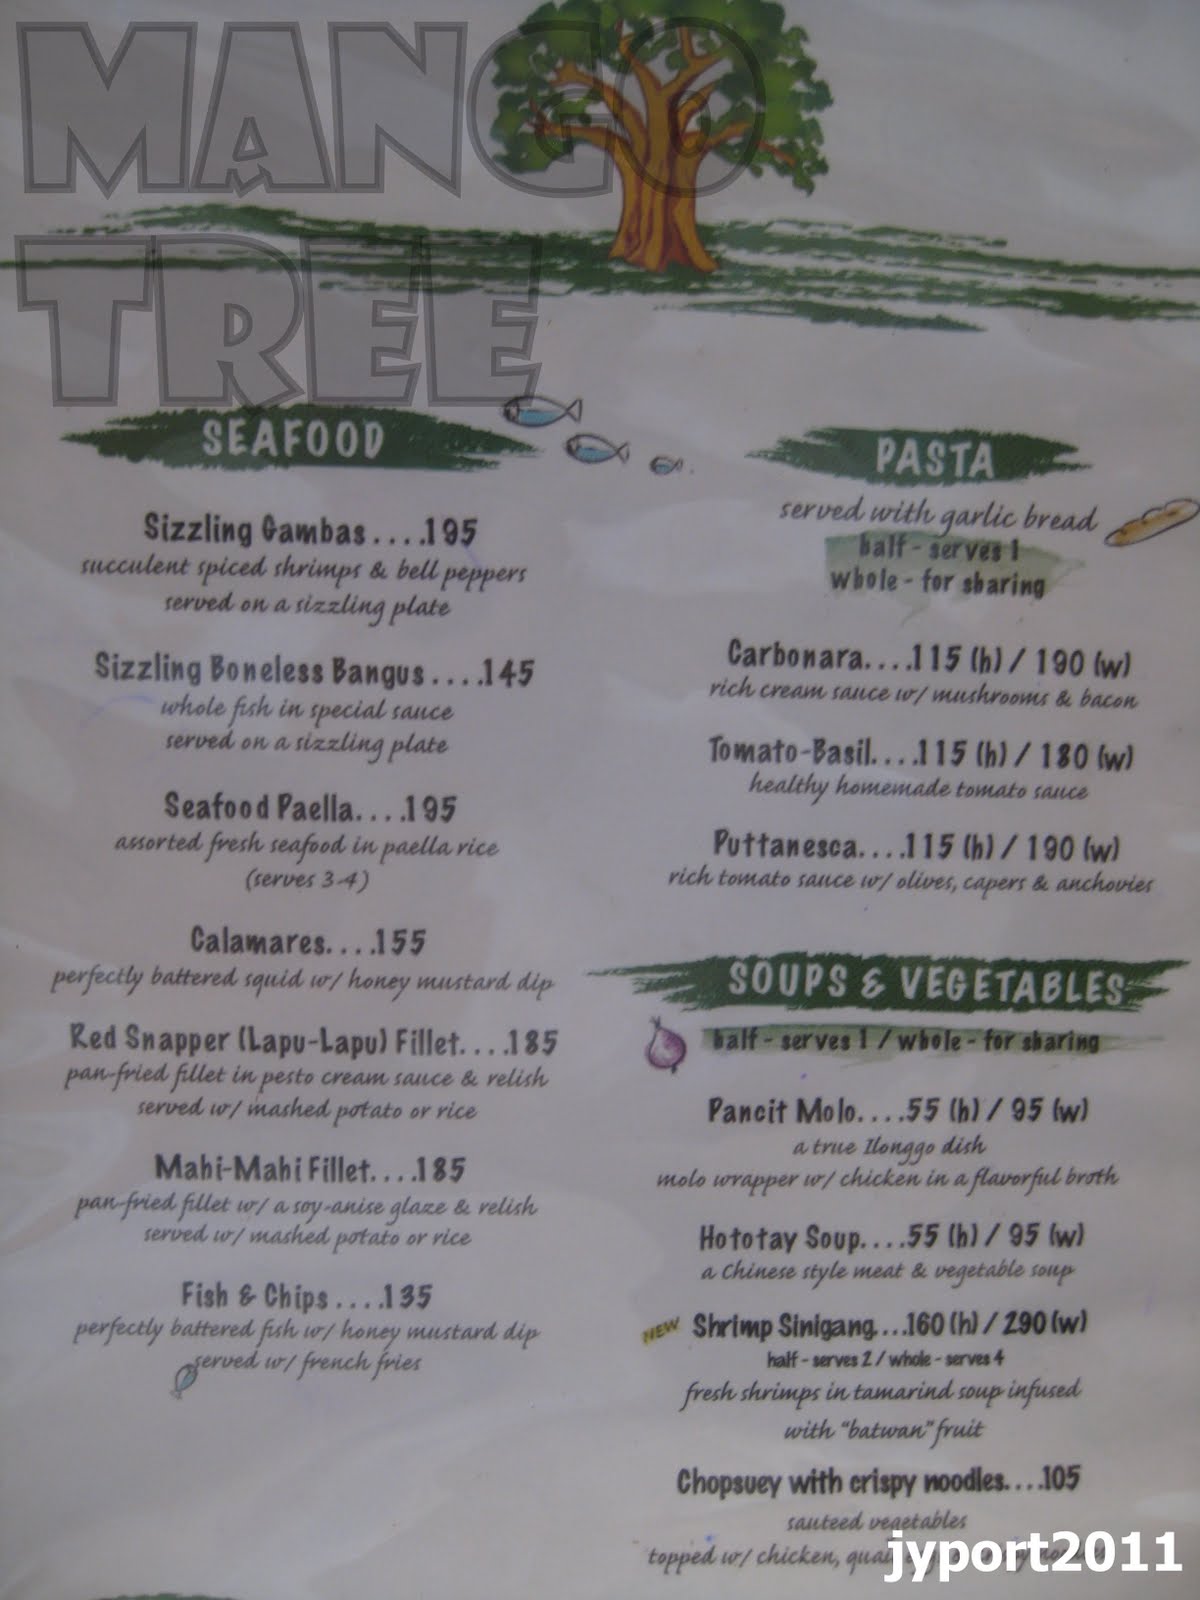 MANGO
TREE
SEAFOOD
Sizzling Gambas....195
succulent spiced shrimps & bell peppers
served on a sizzling plate
Sizzling Boneless Bangus....145
whole fish in special sauce
served on a sizzling plate
Seafood Paella....195
assorted fresh seafood in paella rice
(serves 3-4)
Calamares....155
perfectly battered squid w/ honey mustard dip
Red Snapper (Lapu-Lapu) Fillet....185
pan-fried fillet in pesto cream sauce & relish
served w/ mashed potato or rice
Mahi-Mahi Fillet....185
pan-fried fillet w/ a soy-anise glaze & relish
served w/ mashed potato or rice
Fish & Chips....135
perfectly battered fish w/ honey mustard dip
served w/ french fries
PASTA
served with garlic bread
half - serves 1
whole - for sharing
Carbonara....115 (h) / 190 (w)
rich cream sauce w/ mushrooms & bacon
Tomato-Basil....115 (h) / 180 (w)
healthy homemade tomato sauce
Puttanesca....115 (h) / 190 (w)
rich tomato sauce w/ olives, capers & anchovies
SOUPS & VEGETABLES
half - serves 1 / whole - for sharing
Pancit Molo....55 (h) / 95 (w)
a true Ilonggo dish
molo wrapper w/ chicken in a flavorful broth
Hototay Soup....55 (h) / 95 (w)
a Chinese style meat & vegetable soup
NEW Shrimp Sinigang....160 (h) / 290 (w)
half - serves 2 / whole - serves 4
fresh shrimps in tamarind soup infused
with "batwan" fruit
Chopsuey with crispy noodles....105
sauteed vegetables
topped w/ chicken,
jyport2011